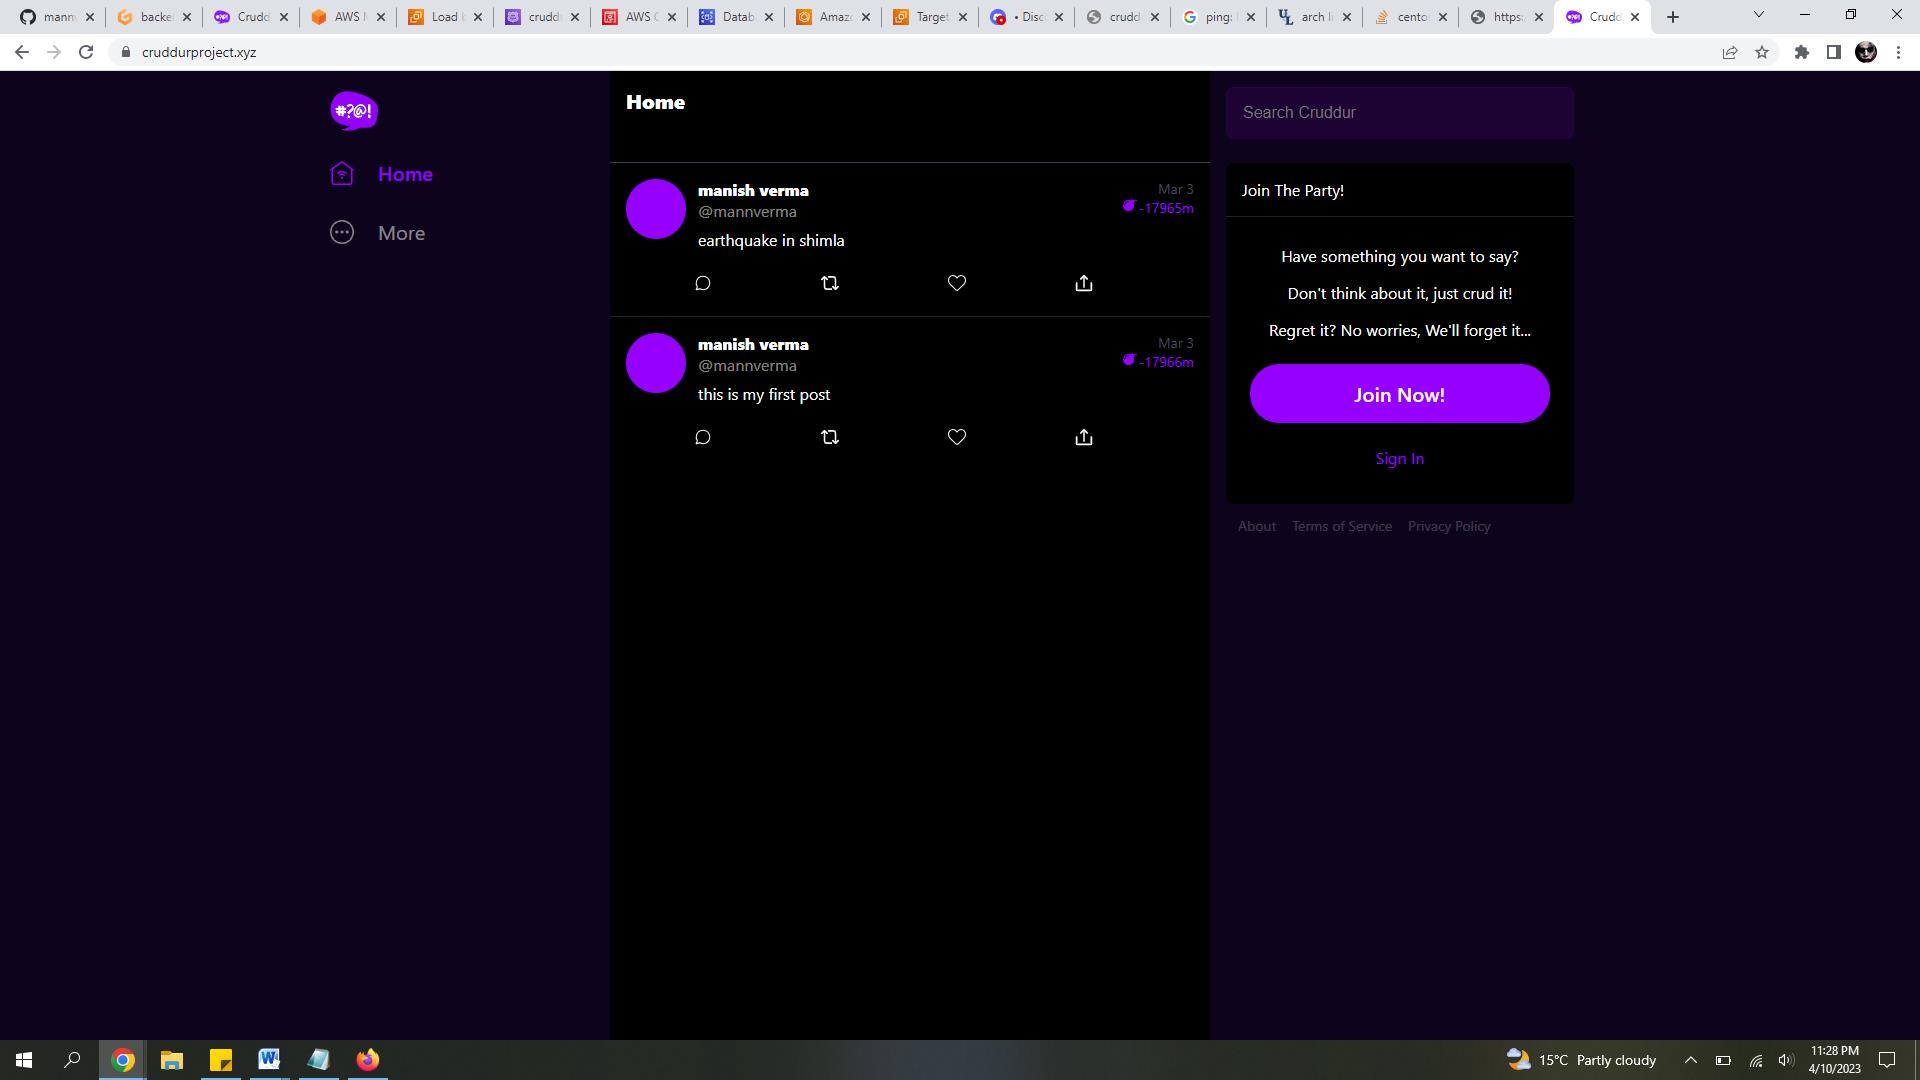 manny
backe
Crudd
AWS
Load b
crudd
AWS C
Datab
Amaz
Target
• Disc
crudd
ping:
arch li
cento
https:
Crudd
cruddurproject.xyz
#?@!
Home
More
Home
manish verma
Mar 3
@mannverma
-17965m
earthquake in shimla
manish verma
Mar 3
@mannverma
-17966m
this is my first post
Search Cruddur
Join The Party!
Have something you want to say?
Don't think about it, just crud it!
Regret it? No worries, We'll forget it...
Join Now!
Sign In
About Terms of Service Privacy Policy
15°C Partly cloudy
11:28 PM
4/10/2023